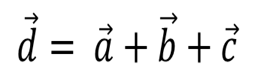 d⃗ = a⃗ + b⃗ + c⃗